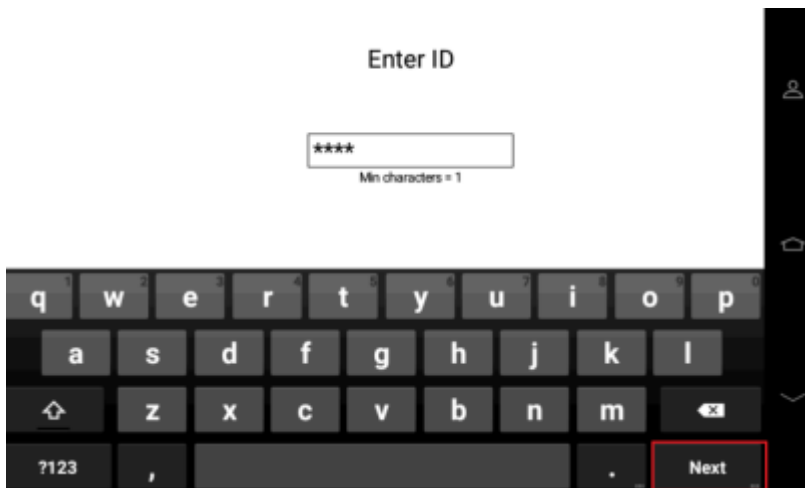 Enter ID
****
Min characters = 1
1 2 3 4 5 6 7 8 9 0
q w e r t y u i o p
a s d f g h j k l
z x c v b n m
?123 , . Next